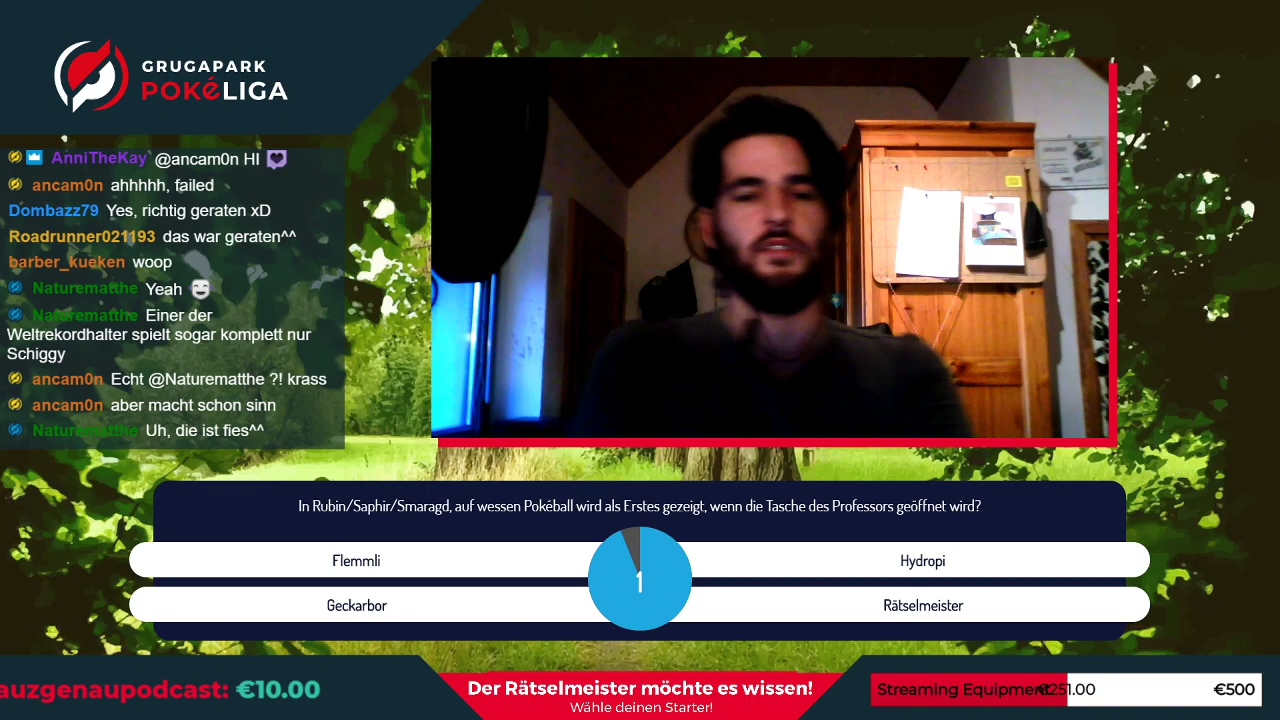 GRUGAPARK
POKéLIGA
AnniTheKay @ancam0n HI
ancam0n ahhhhh, failed
Dombazz79 Yes, richtig geraten xD
Roadrunner021193 das war geraten^^
barber_kueken woop
Naturematthe Yeah
Naturematthe Einer der
Weltrekordhalter spielt sogar komplett nur
Schiggy
ancam0n Echt @Naturematthe ?! krass
ancam0n aber macht schon sinn
Naturematthe Uh, die ist fies^^
In Rubin/Saphir/Smaragd, auf wessen Pokéball wird als Erstes gezeigt, wenn die Tasche des Professors geöffnet wird?
Flemmli
Hydropi
1
Geckarbor
Rätselmeister
auzgenaupodcast: €10.00
Der Rätselmeister möchte es wissen!
Wähle deinen Starter!
Streaming Equipment €251.00 €500